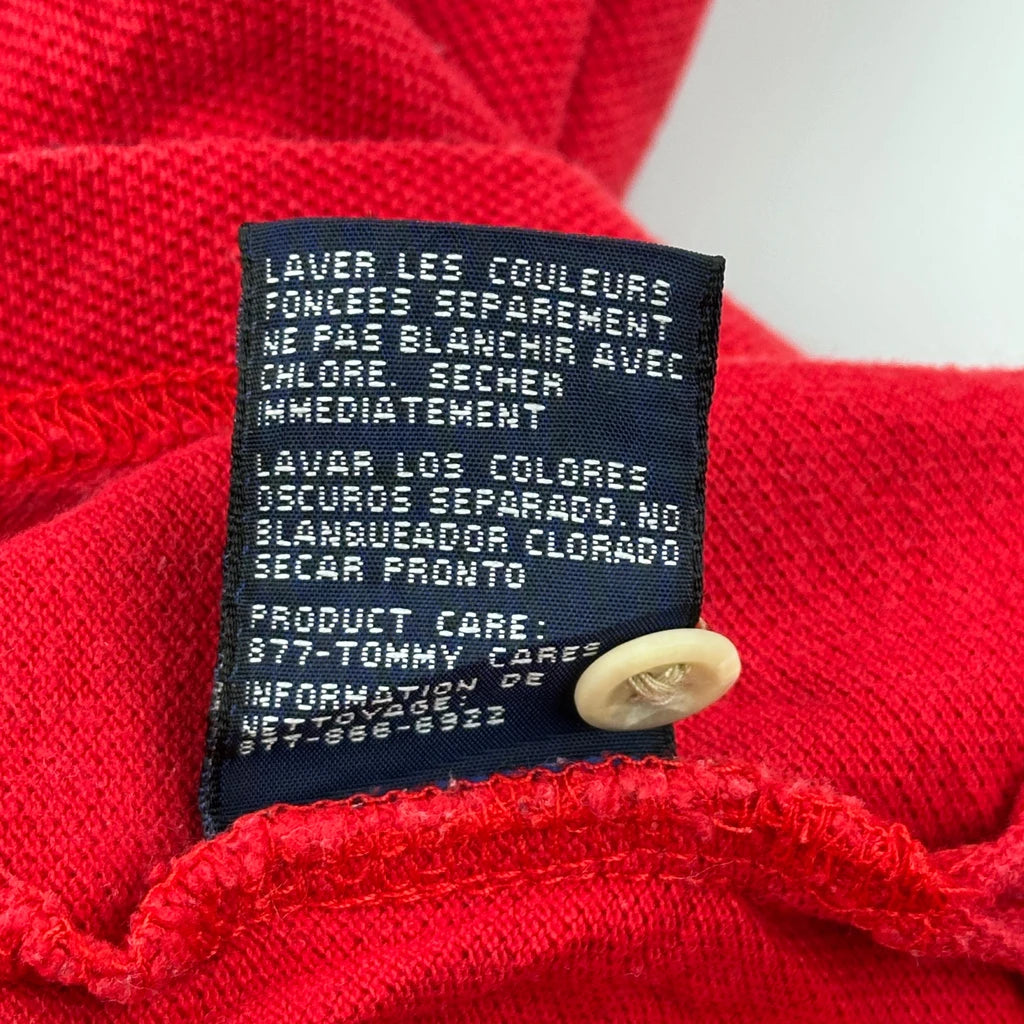 LAVER LES COULEURS
FONCEES SEPAREMENT
NE PAS BLANCHIR AVEC
CHLORE. SECHER
IMMEDIATEMENT
LAVAR LOS COLORES
OSCUROS SEPARADO. NO
BLANQUEADOR CLORADO
SECAR PRONTO
PRODUCT CARE:
877-TOMMY CARES
INFORMATION DE
NETTOYAGE:
877-866-6922